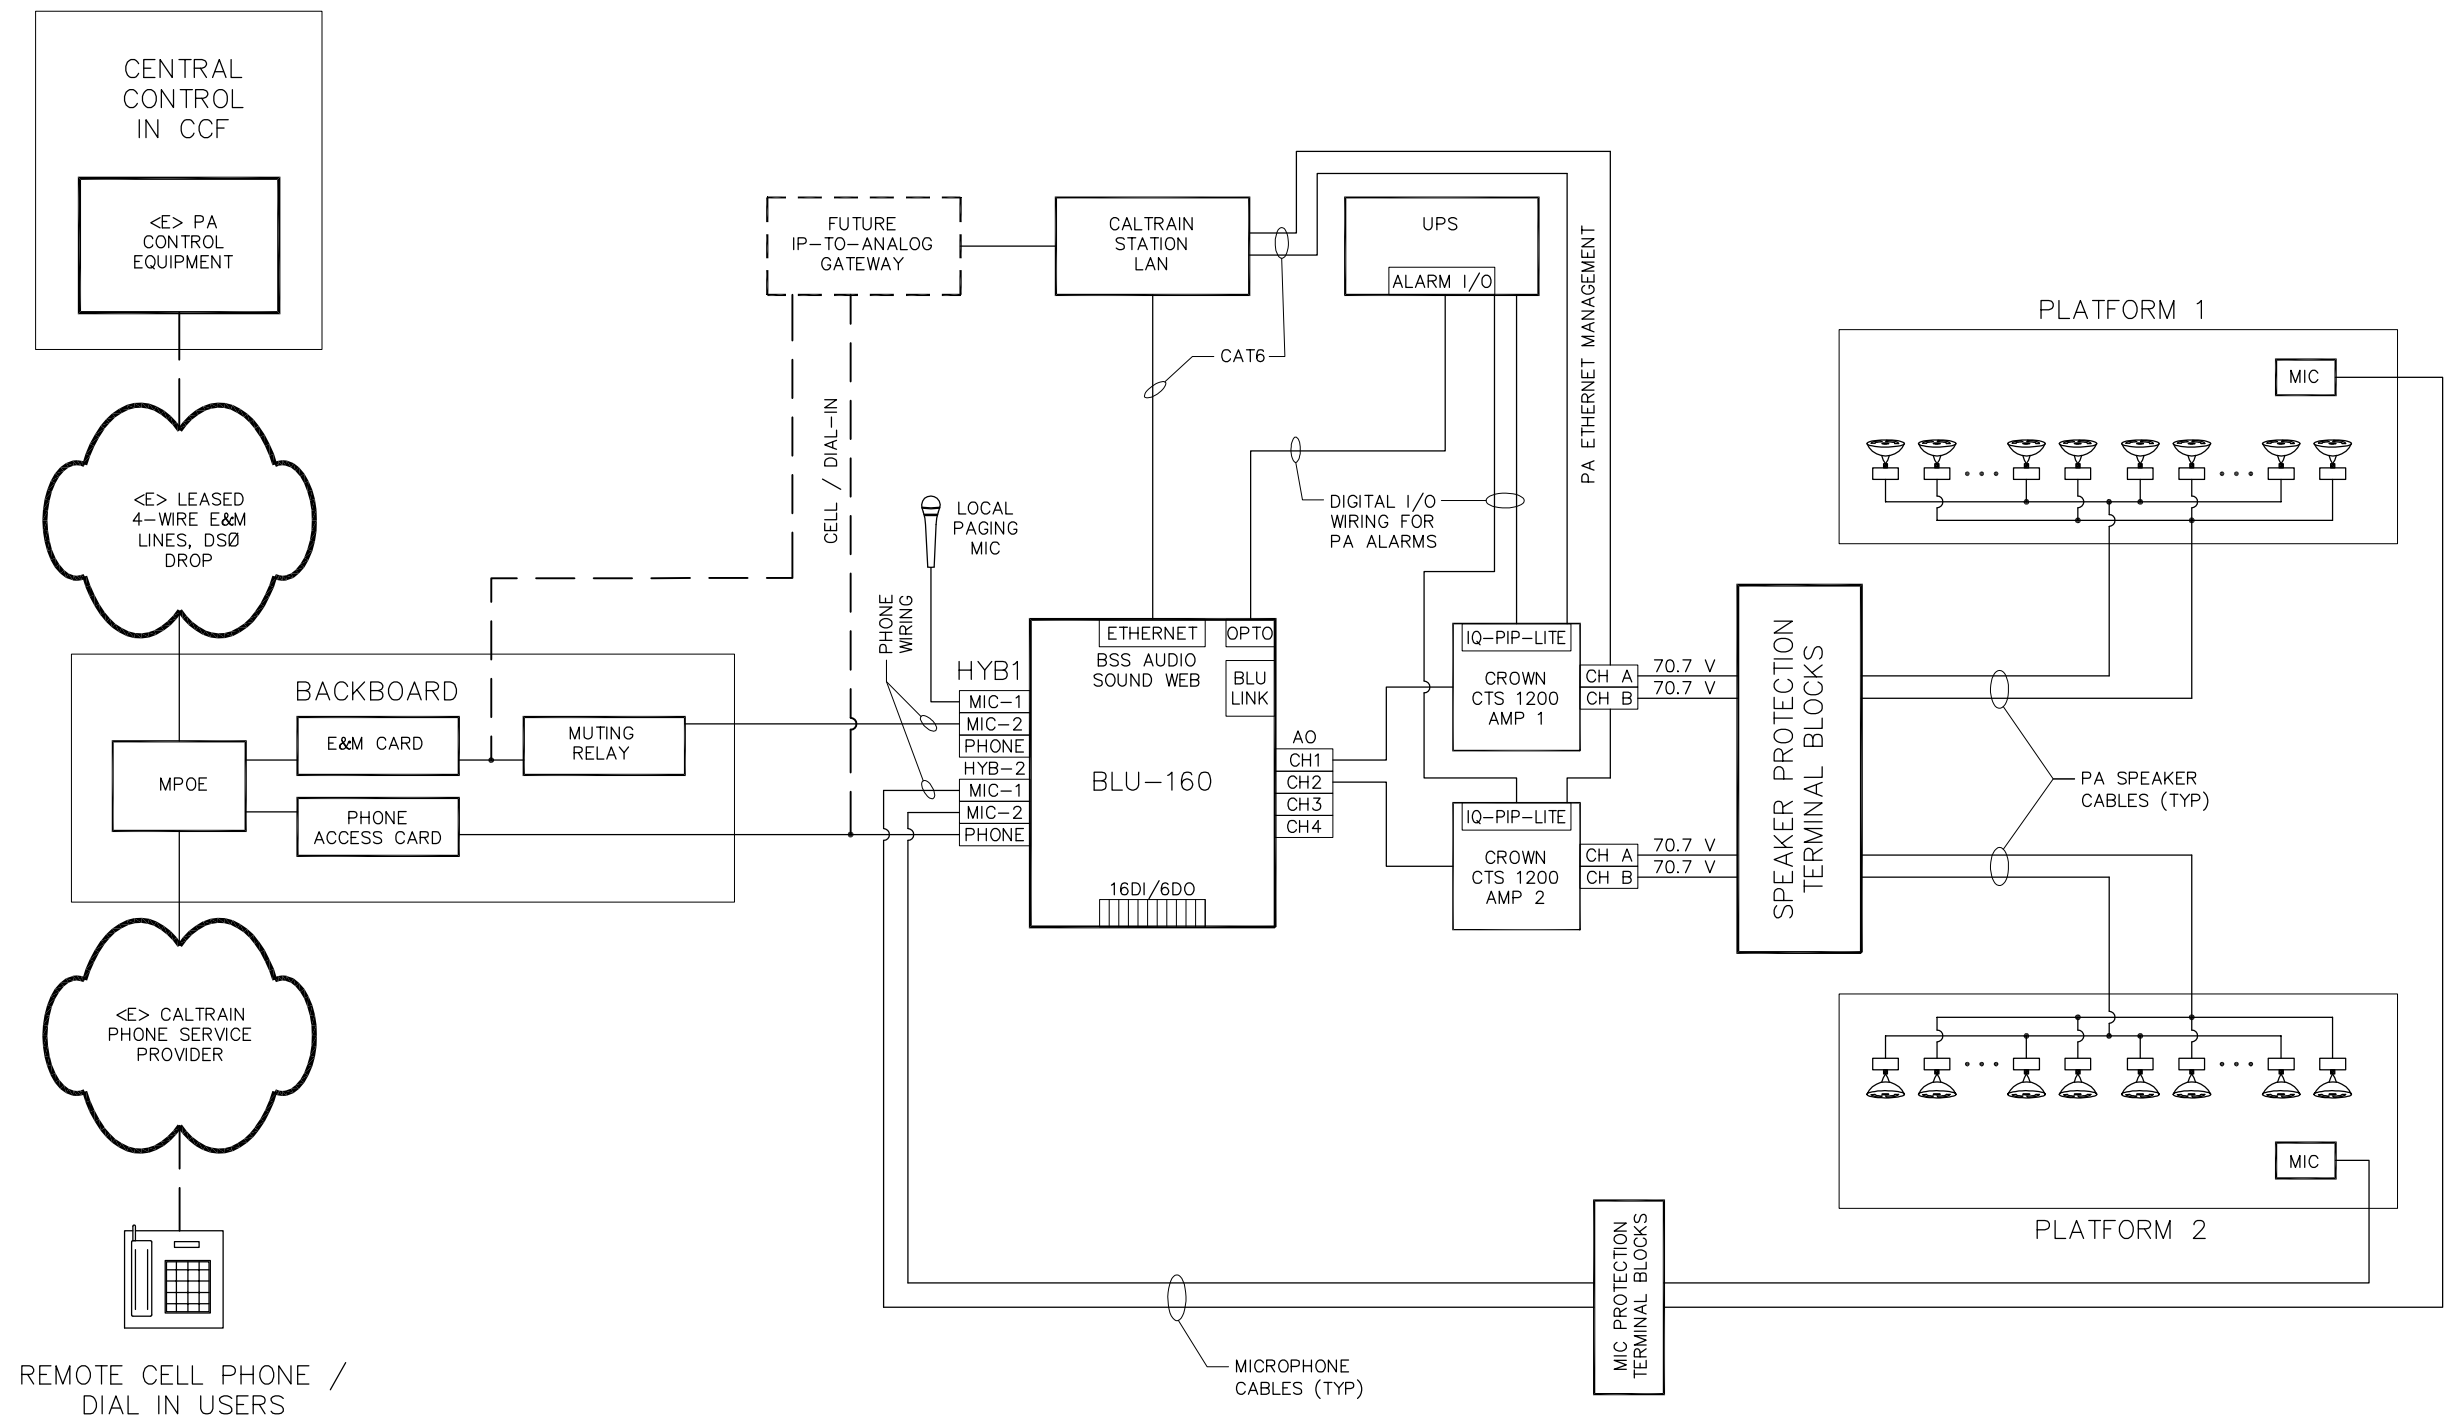 CENTRAL
CONTROL
IN CCF
<E> PA
CONTROL
EQUIPMENT
<E> LEASED
4-WIRE E&M
LINES, DSØ
DROP
BACKBOARD
MPOE
E&M CARD
MUTING
RELAY
PHONE
ACCESS CARD
<E> CALTRAIN
PHONE SERVICE
PROVIDER
REMOTE CELL PHONE /
DIAL IN USERS
FUTURE
IP-TO-ANALOG
GATEWAY
CELL / DIAL-IN
PHONE
WIRING
LOCAL
PAGING
MIC
CALTRAIN
STATION
LAN
CAT6
UPS
ALARM I/O
DIGITAL I/O
WIRING FOR
PA ALARMS
PA ETHERNET MANAGEMENT
HYB1
MIC-1
MIC-2
PHONE
HYB-2
MIC-1
MIC-2
PHONE
ETHERNET
OPTO
BSS AUDIO
SOUND WEB
BLU
LINK
BLU-160
16DI/6DO
AO
CH1
CH2
CH3
CH4
IQ-PIP-LITE
CROWN
CTS 1200
AMP 1
CH A
CH B
70.7 V
70.7 V
IQ-PIP-LITE
CROWN
CTS 1200
AMP 2
CH A
CH B
70.7 V
70.7 V
SPEAKER PROTECTION
TERMINAL BLOCKS
PLATFORM 1
MIC
PA SPEAKER
CABLES (TYP)
MIC
PLATFORM 2
MIC PROTECTION
TERMINAL BLOCKS
MICROPHONE
CABLES (TYP)